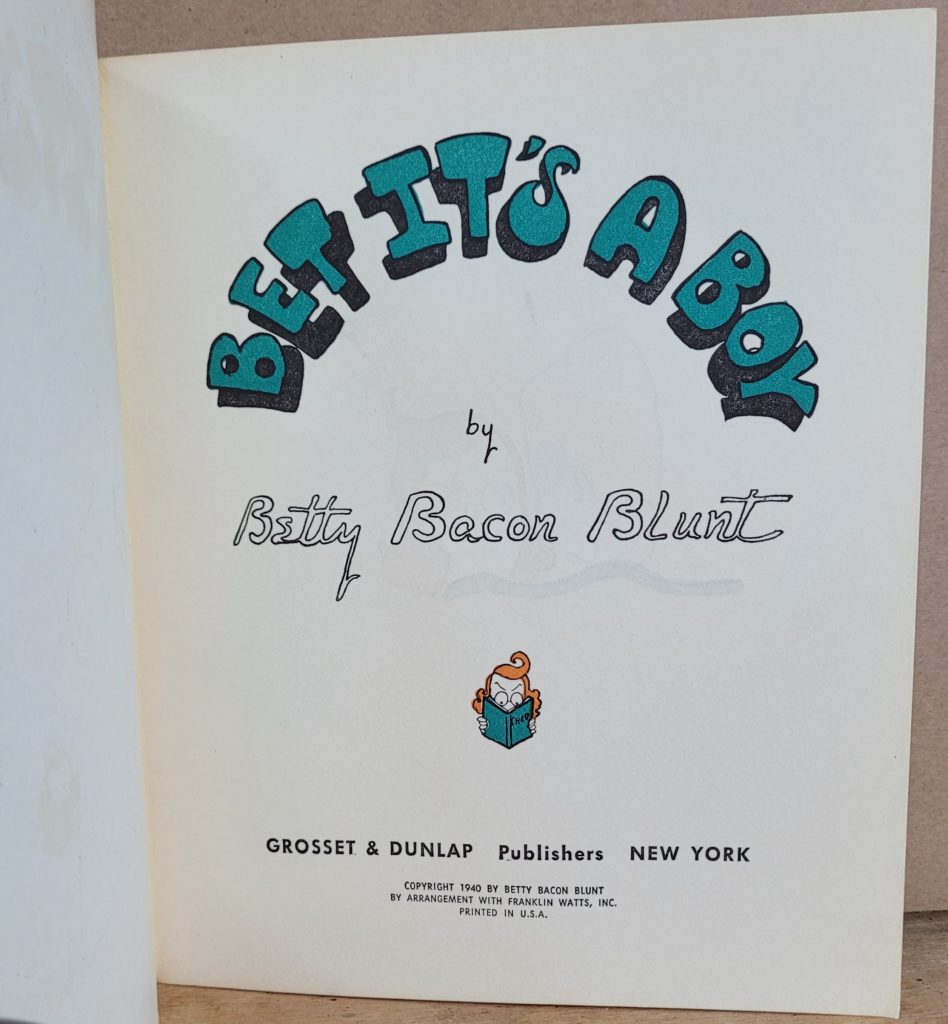 BET IT'S A BOY
by
Betty Bacon Blunt
GROSSET & DUNLAP Publishers NEW YORK
COPYRIGHT 1940 BY BETTY BACON BLUNT
BY ARRANGEMENT WITH FRANKLIN WATTS, INC.
PRINTED IN U.S.A.